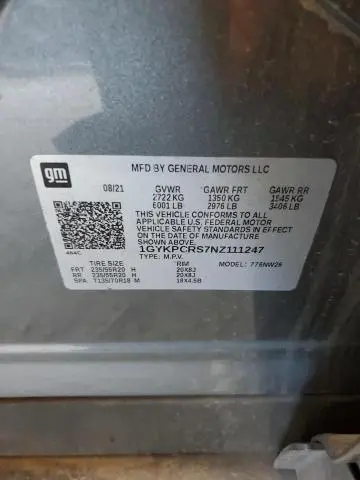 gm
MFD BY GENERAL MOTORS LLC
08/21 GVWR GAWR FRT GAWR RR
2722 KG 1350 KG 1545 KG
6001 LB 2976 LB 3406 LB
THIS VEHICLE CONFORMS TO ALL
APPLICABLE U.S. FEDERAL MOTOR
VEHICLE SAFETY STANDARDS IN EFFECT
ON THE DATE OF MANUFACTURE
SHOWN ABOVE.
464C
1GYKPCRS7NZ111247
TYPE: M.P.V.
TIRE SIZE RIM MODEL:
FRT 235/55R20 H 20X8J
RR 235/55R20 H 20X8J
SPA T135/70R18 M 18X4.5B